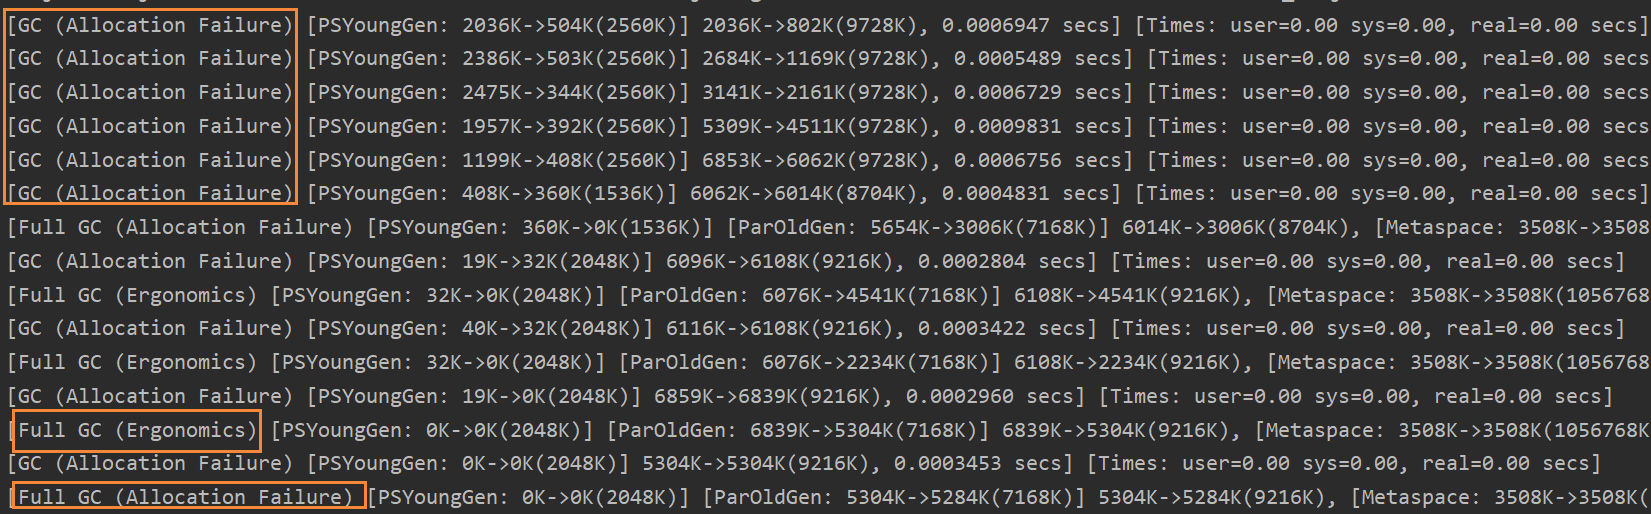 [GC (Allocation Failure) [PSYoungGen: 2036K->504K(2560K)] 2036K->802K(9728K), 0.0006947 secs] [Times: user=0.00 sys=0.00, real=0.00 secs]
[GC (Allocation Failure) [PSYoungGen: 2386K->503K(2560K)] 2684K->1169K(9728K), 0.0005489 secs] [Times: user=0.00 sys=0.00, real=0.00 secs
[GC (Allocation Failure) [PSYoungGen: 2475K->344K(2560K)] 3141K->2161K(9728K), 0.0006729 secs] [Times: user=0.00 sys=0.00, real=0.00 secs
[GC (Allocation Failure) [PSYoungGen: 1957K->392K(2560K)] 5309K->4511K(9728K), 0.0009831 secs] [Times: user=0.00 sys=0.00, real=0.00 secs
[GC (Allocation Failure) [PSYoungGen: 1199K->408K(2560K)] 6853K->6062K(9728K), 0.0006756 secs] [Times: user=0.00 sys=0.00, real=0.00 secs
[GC (Allocation Failure) [PSYoungGen: 408K->360K(1536K)] 6062K->6014K(8704K), 0.0004831 secs] [Times: user=0.00 sys=0.00, real=0.00 secs]
[Full GC (Allocation Failure) [PSYoungGen: 360K->0K(1536K)] [ParOldGen: 5654K->3006K(7168K)] 6014K->3006K(8704K), [Metaspace: 3508K->3508
[GC (Allocation Failure) [PSYoungGen: 19K->32K(2048K)] 6096K->6108K(9216K), 0.0002804 secs] [Times: user=0.00 sys=0.00, real=0.00 secs]
[Full GC (Ergonomics) [PSYoungGen: 32K->0K(2048K)] [ParOldGen: 6076K->4541K(7168K)] 6108K->4541K(9216K), [Metaspace: 3508K->3508K(1056768
[GC (Allocation Failure) [PSYoungGen: 40K->32K(2048K)] 6116K->6108K(9216K), 0.0003422 secs] [Times: user=0.00 sys=0.00, real=0.00 secs]
[Full GC (Ergonomics) [PSYoungGen: 32K->0K(2048K)] [ParOldGen: 6076K->2234K(7168K)] 6108K->2234K(9216K), [Metaspace: 3508K->3508K(1056768
[GC (Allocation Failure) [PSYoungGen: 19K->0K(2048K)] 6859K->6839K(9216K), 0.0002960 secs] [Times: user=0.00 sys=0.00, real=0.00 secs]
[Full GC (Ergonomics) [PSYoungGen: 0K->0K(2048K)] [ParOldGen: 6839K->5304K(7168K)] 6839K->5304K(9216K), [Metaspace: 3508K->3508K(1056768K
[GC (Allocation Failure) [PSYoungGen: 0K->0K(2048K)] 5304K->5304K(9216K), 0.0003453 secs] [Times: user=0.00 sys=0.00, real=0.00 secs]
[Full GC (Allocation Failure) [PSYoungGen: 0K->0K(2048K)] [ParOldGen: 5304K->5284K(7168K)] 5304K->5284K(9216K), [Metaspace: 3508K->3508K(